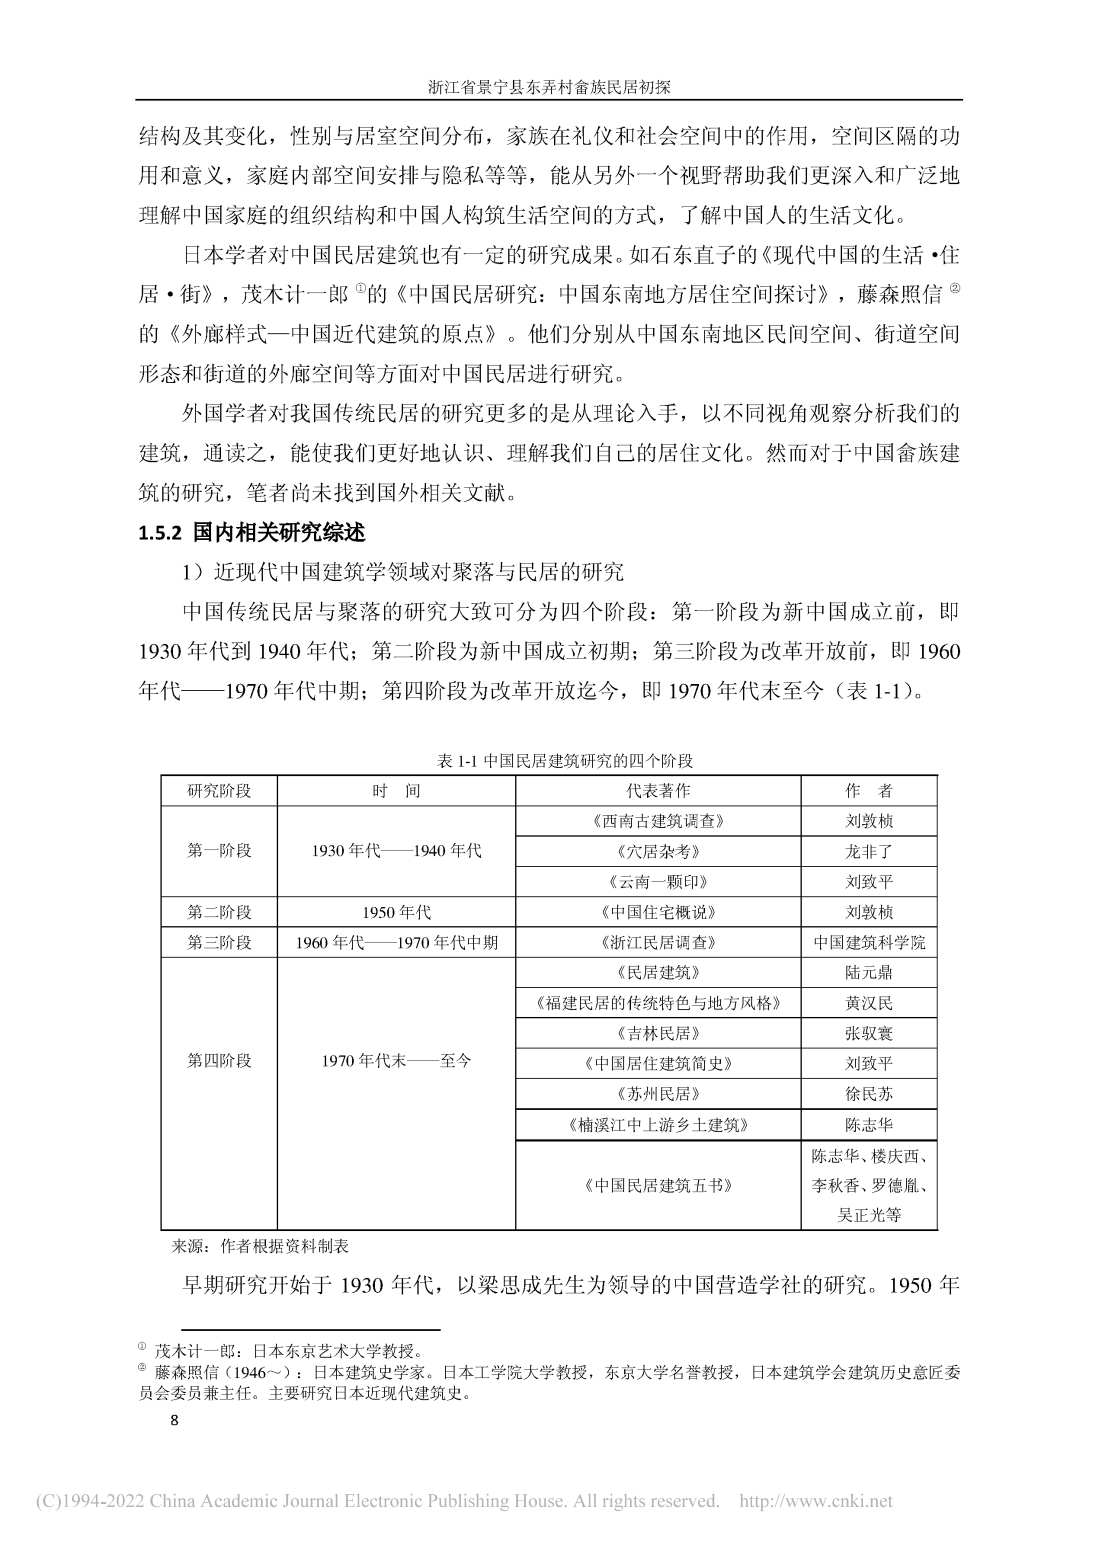 浙江省景宁县东弄村畲族民居初探
结构及其变化，性别与居室空间分布，家族在礼仪和社会空间中的作用，空间区隔的功
用和意义，家庭内部空间安排与隐私等等，能从另外一个视野帮助我们更深入和广泛地
理解中国家庭的组织结构和中国人构筑生活空间的方式，了解中国人的生活文化。
日本学者对中国民居建筑也有一定的研究成果。如石东直子的《现代中国的生活·住
居·街》，茂木计一郎①的《中国民居研究：中国东南地方居住空间探讨》，藤森照信②
的《外廊样式—中国近代建筑的原点》。他们分别从中国东南地区民间空间、街道空间
形态和街道的外廊空间等方面对中国民居进行研究。
外国学者对我国传统民居的研究更多的是从理论入手，以不同视角观察分析我们的
建筑，通读之，能使我们更好地认识、理解我们自己的居住文化。然而对于中国畲族建
筑的研究，笔者尚未找到国外相关文献。
1.5.2 国内相关研究综述
1）近现代中国建筑学领域对聚落与民居的研究
中国传统民居与聚落的研究大致可分为四个阶段：第一阶段为新中国成立前，即
1930 年代到 1940 年代；第二阶段为新中国成立初期；第三阶段为改革开放前，即 1960
年代——1970 年代中期；第四阶段为改革开放迄今，即 1970 年代末至今（表 1-1）。
表 1-1 中国民居建筑研究的四个阶段
研究阶段 时 间 代表著作 作 者
第一阶段 1930 年代——1940 年代 《西南古建筑调查》 刘敦桢
《穴居杂考》 龙非了
《云南一颗印》 刘致平
第二阶段 1950 年代 《中国住宅概说》 刘敦桢
第三阶段 1960 年代——1970 年代中期 《浙江民居调查》 中国建筑科学院
第四阶段 1970 年代末——至今 《民居建筑》 陆元鼎
《福建民居的传统特色与地方风格》 黄汉民
《吉林民居》 张驭寰
《中国居住建筑简史》 刘致平
《苏州民居》 徐民苏
《楠溪江中上游乡土建筑》 陈志华
《中国民居建筑五书》 陈志华、楼庆西、
李秋香、罗德胤、
吴正光等
来源：作者根据资料制表
早期研究开始于 1930 年代，以梁思成先生为领导的中国营造学社的研究。1950 年
① 茂木计一郎：日本东京艺术大学教授。
② 藤森照信（1946～）：日本建筑史学家。日本工学院大学教授，东京大学名誉教授，日本建筑学会建筑历史意匠委
员会委员兼主任。主要研究日本近现代建筑史。
8
(C)1994-2022 China Academic Journal Electronic Publishing House. All rights reserved. http://www.cnki.net